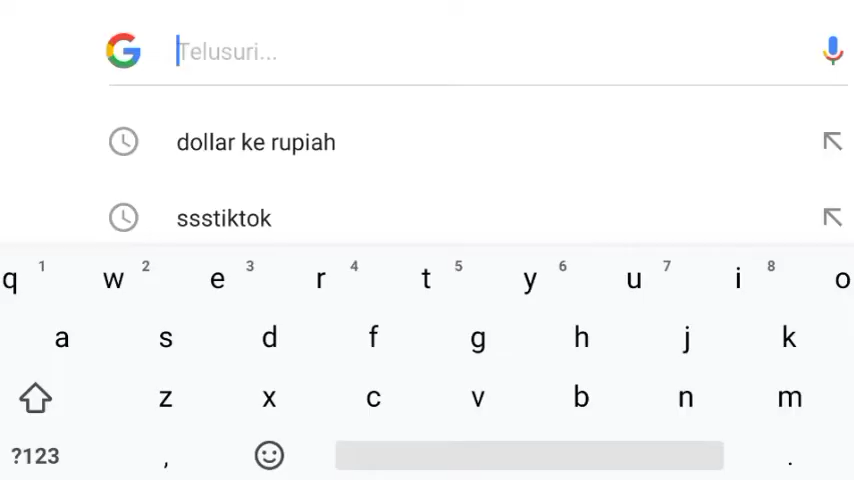 Telusuri...
dollar ke rupiah
ssstiktok
q 1 w 2 e 3 r 4 t 5 y 6 u 7 i 8 o
a s d f g h j k
z x c v b n m
?123 , .